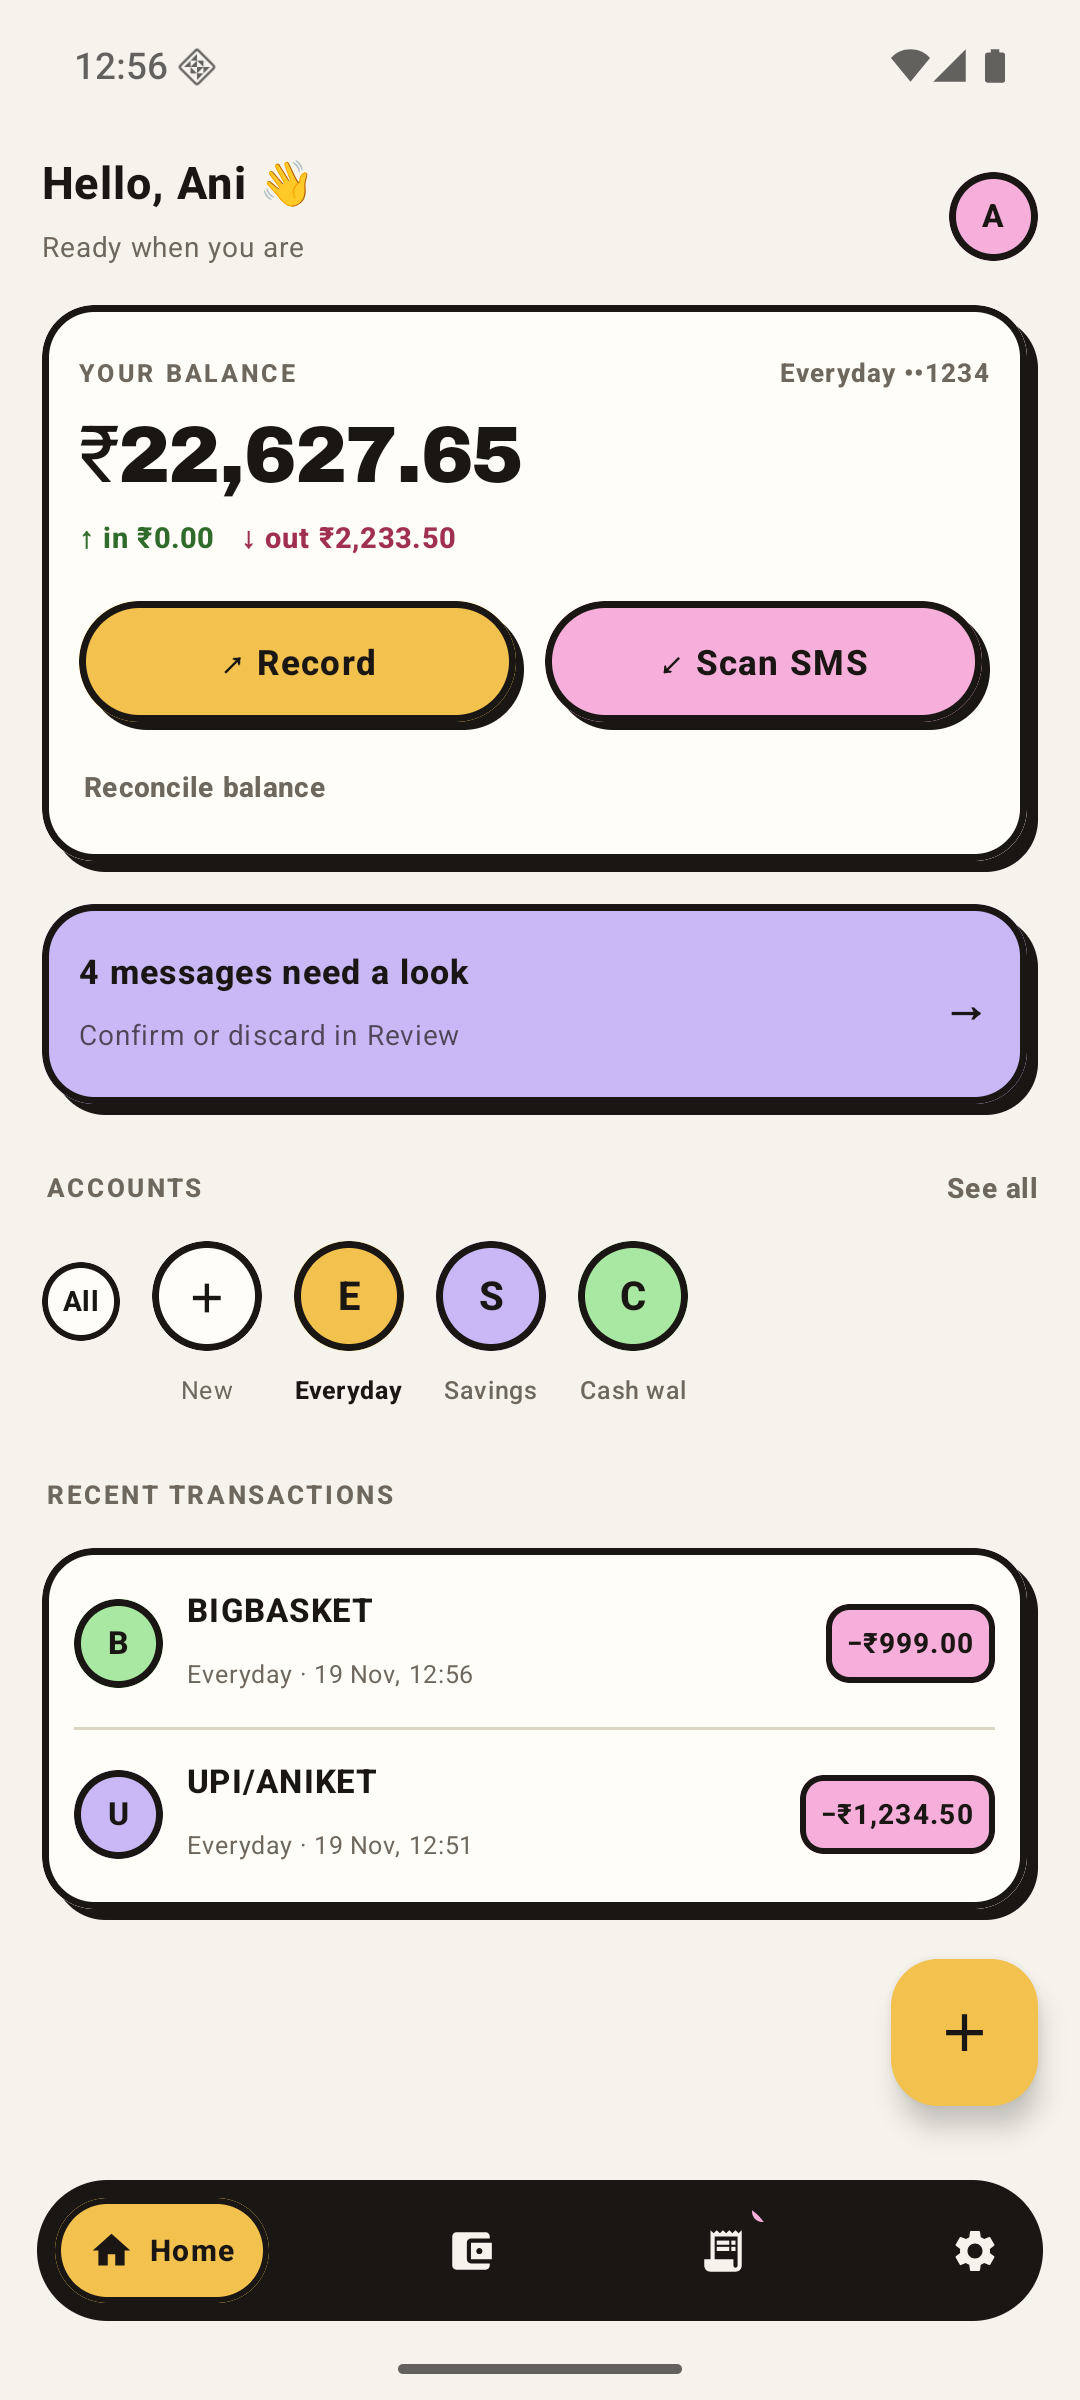 12:56
Hello, Ani 👋
Ready when you are
A
YOUR BALANCE
Everyday ••1234
₹22,627.65
↑ in ₹0.00 ↓ out ₹2,233.50
↗ Record
↙ Scan SMS
Reconcile balance
4 messages need a look
Confirm or discard in Review
→
ACCOUNTS
See all
All
+
E
S
C
New
Everyday
Savings
Cash wal
RECENT TRANSACTIONS
B
BIGBASKET
Everyday · 19 Nov, 12:56
−₹999.00
U
UPI/ANIKET
Everyday · 19 Nov, 12:51
−₹1,234.50
+
Home